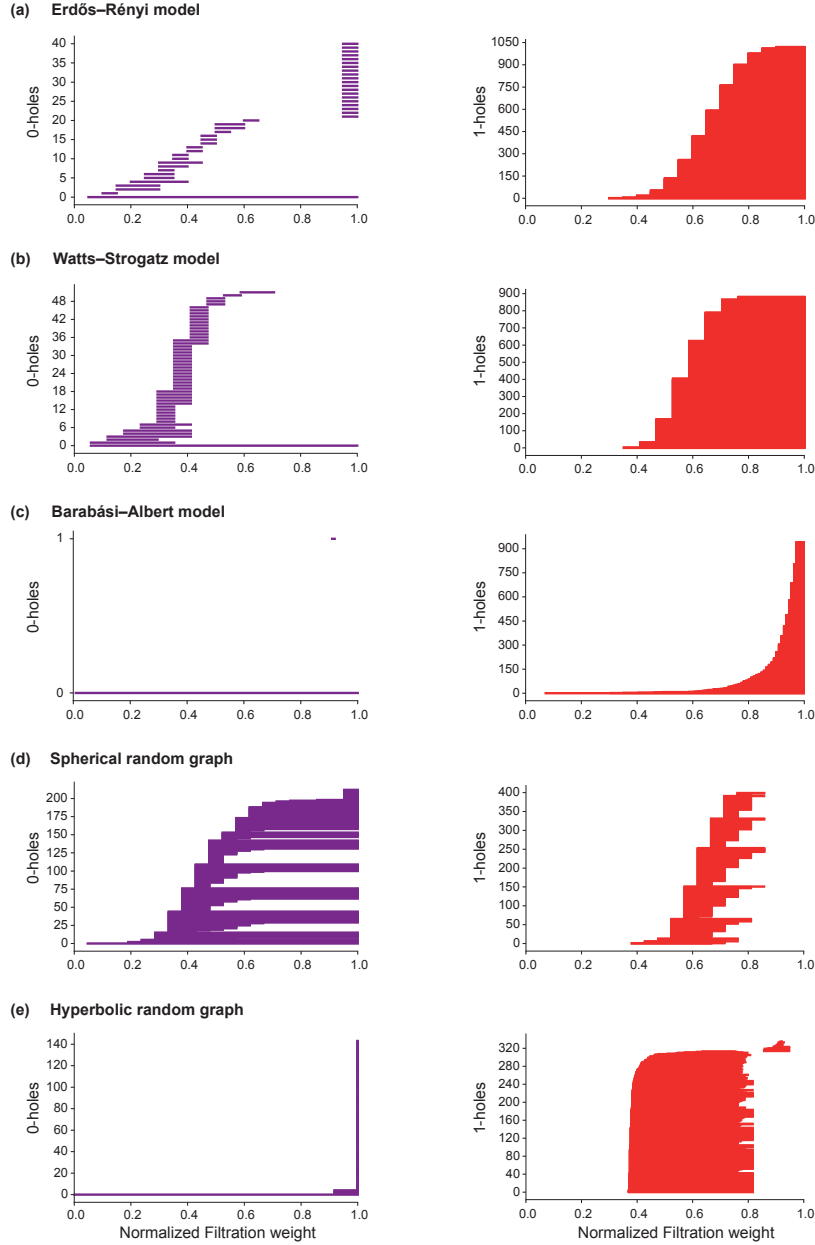 (a) Erdős–Rényi model
40
35
30
25
20
15
10
5
0
0-holes
0.0 0.2 0.4 0.6 0.8 1.0
1050
900
750
600
450
300
150
0
1-holes
0.0 0.2 0.4 0.6 0.8 1.0
(b) Watts–Strogatz model
48
42
36
30
24
18
12
6
0
0-holes
0.0 0.2 0.4 0.6 0.8 1.0
900
800
700
600
500
400
300
200
100
0
1-holes
0.0 0.2 0.4 0.6 0.8 1.0
(c) Barabási–Albert model
1
0
0-holes
0.0 0.2 0.4 0.6 0.8 1.0
900
750
600
450
300
150
0
1-holes
0.0 0.2 0.4 0.6 0.8 1.0
(d) Spherical random graph
200
175
150
125
100
75
50
25
0
0-holes
0.0 0.2 0.4 0.6 0.8 1.0
400
350
300
250
200
150
100
50
0
1-holes
0.0 0.2 0.4 0.6 0.8 1.0
(e) Hyperbolic random graph
140
120
100
80
60
40
20
0
0-holes
0.0 0.2 0.4 0.6 0.8 1.0
Normalized Filtration weight
320
280
240
200
160
120
80
40
0
1-holes
0.0 0.2 0.4 0.6 0.8 1.0
Normalized Filtration weight